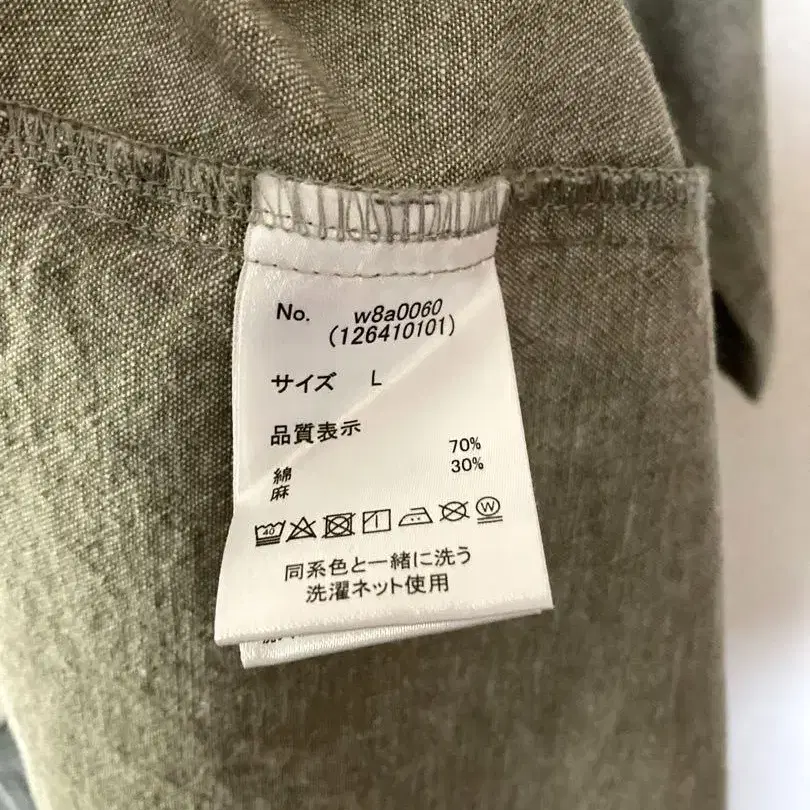 No. w8a0060
(126410101)
サイズ L
品質表示
綿 70%
麻 30%
40 W
同系色と一緒に洗う
洗濯ネット使用